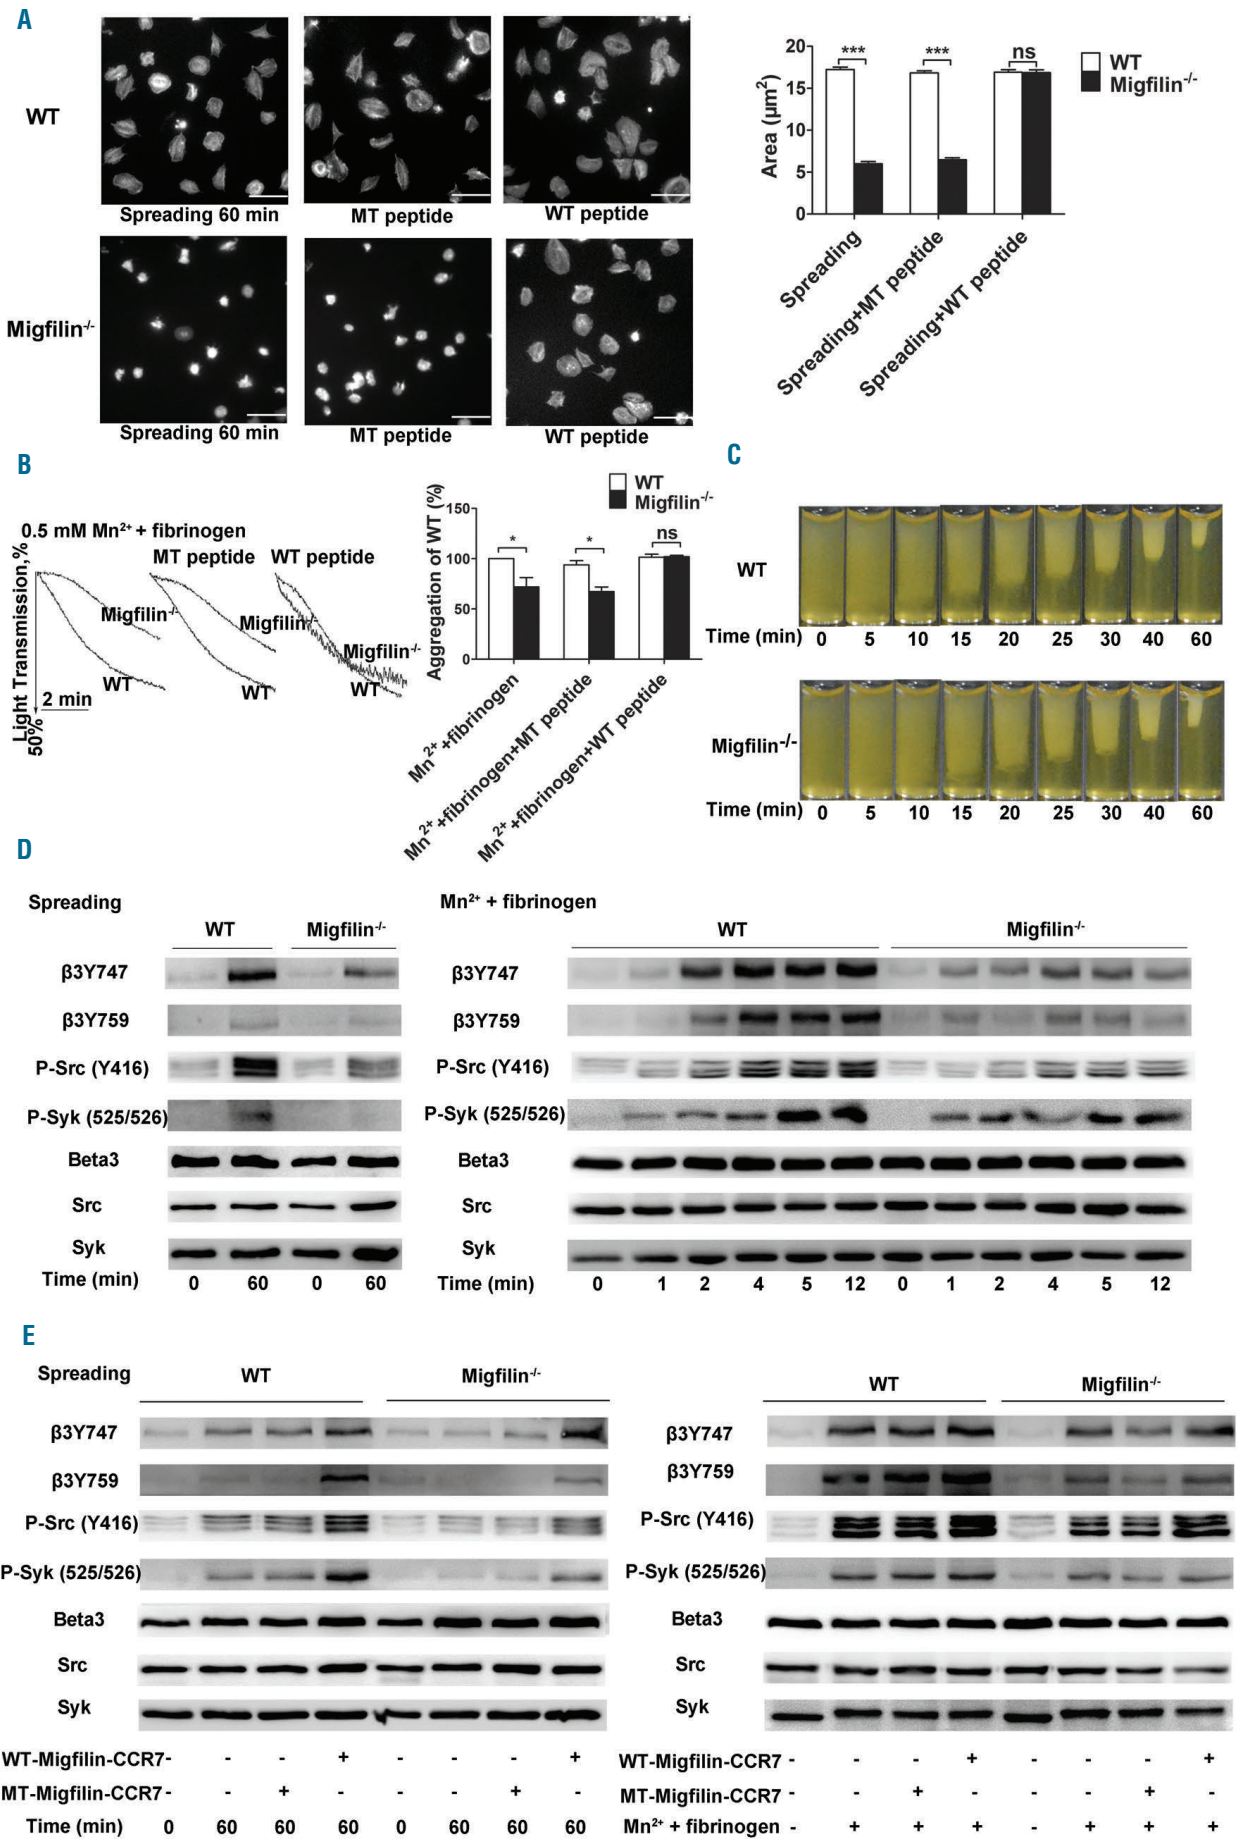 A
WT
Spreading 60 min
MT peptide
WT peptide
Migfilin-/-
Spreading 60 min
MT peptide
WT peptide
20
15
10
5
0
Area (µm2)
***
***
ns
WT
Migfilin-/-
Spreading
Spreading+MT peptide
Spreading+WT peptide
B
0.5 mM Mn2+ + fibrinogen
MT peptide
WT peptide
Light Transmission,%
50%
2 min
Migfilin-/-
WT
Migfilin-/-
WT
Migfilin-/-
WT
WT
Migfilin-/-
Aggregation of WT (%)
150
100
50
0
*
*
ns
Mn2+ +fibrinogen
Mn2+ +fibrinogen+MT peptide
Mn2+ +fibrinogen+WT peptide
C
WT
Time (min) 0 5 10 15 20 25 30 40 60
Migfilin-/-
Time (min) 0 5 10 15 20 25 30 40 60
D
Spreading
WT Migfilin-/-
β3Y747
β3Y759
P-Src (Y416)
P-Syk (525/526)
Beta3
Src
Syk
Time (min) 0 60 0 60
Mn2+ + fibrinogen
WT Migfilin-/-
β3Y747
β3Y759
P-Src (Y416)
P-Syk (525/526)
Beta3
Src
Syk
Time (min) 0 1 2 4 5 12 0 1 2 4 5 12
E
Spreading
WT Migfilin-/-
β3Y747
β3Y759
P-Src (Y416)
P-Syk (525/526)
Beta3
Src
Syk
WT-Migfilin-CCR7 - - - + - - - +
MT-Migfilin-CCR7 - - + - - - + -
Time (min) 0 60 60 60 0 60 60 60
WT Migfilin-/-
β3Y747
β3Y759
P-Src (Y416)
P-Syk (525/526)
Beta3
Src
Syk
WT-Migfilin-CCR7 - - - + - - - +
MT-Migfilin-CCR7 - - + - - - + -
Mn2+ + fibrinogen - + + + - + + +